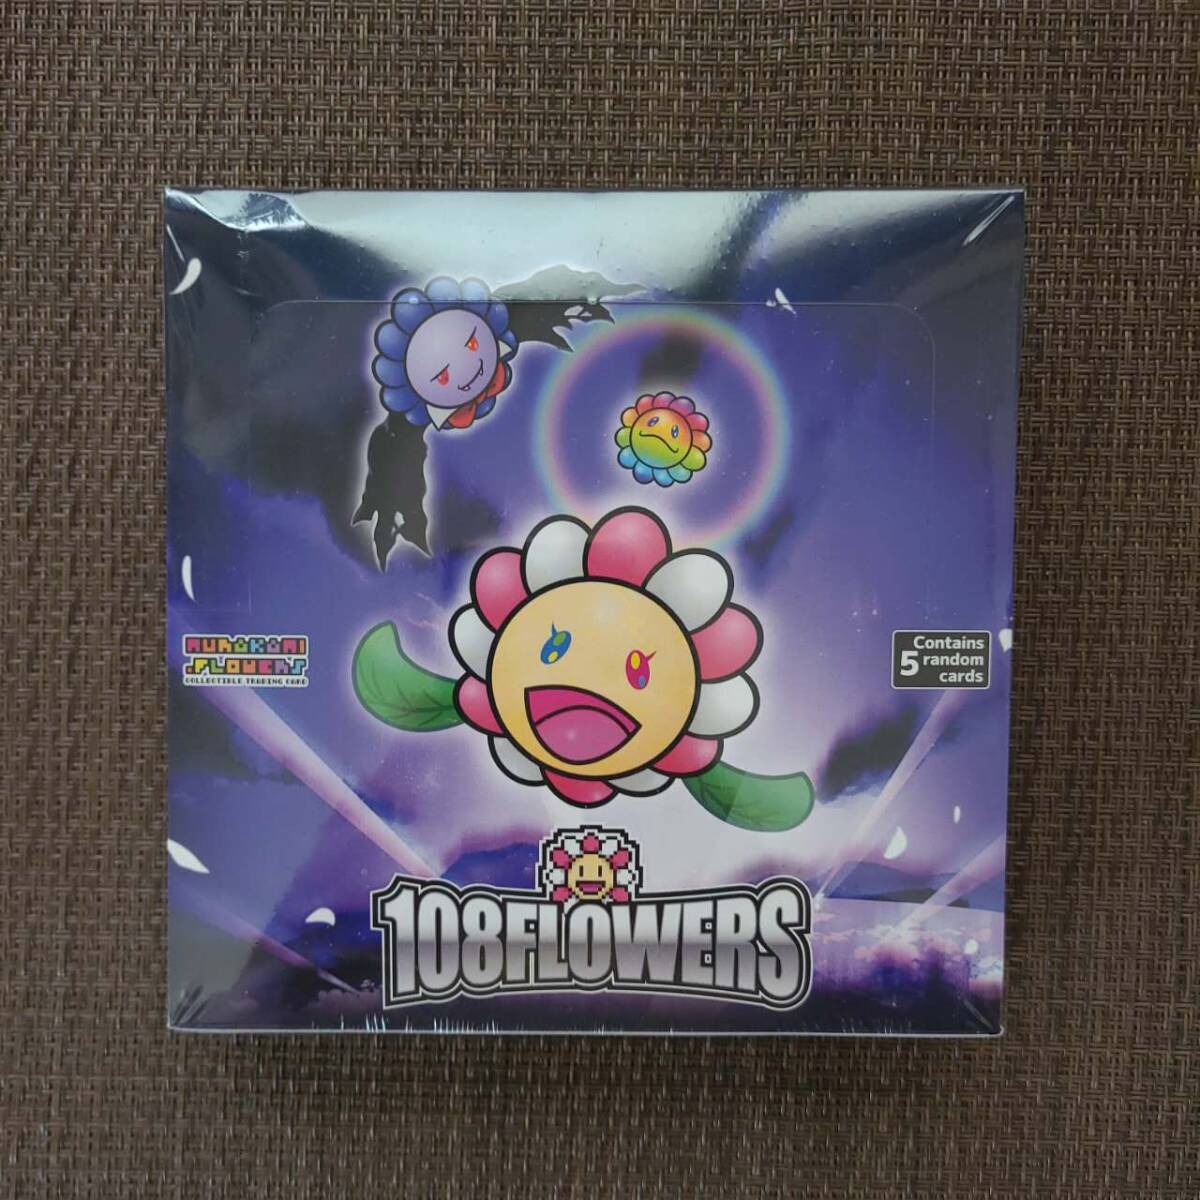 MURAKAMI
.FLOWERS
COLLECTIBLE TRADING CARD
Contains
5 random
cards
108FLOWERS